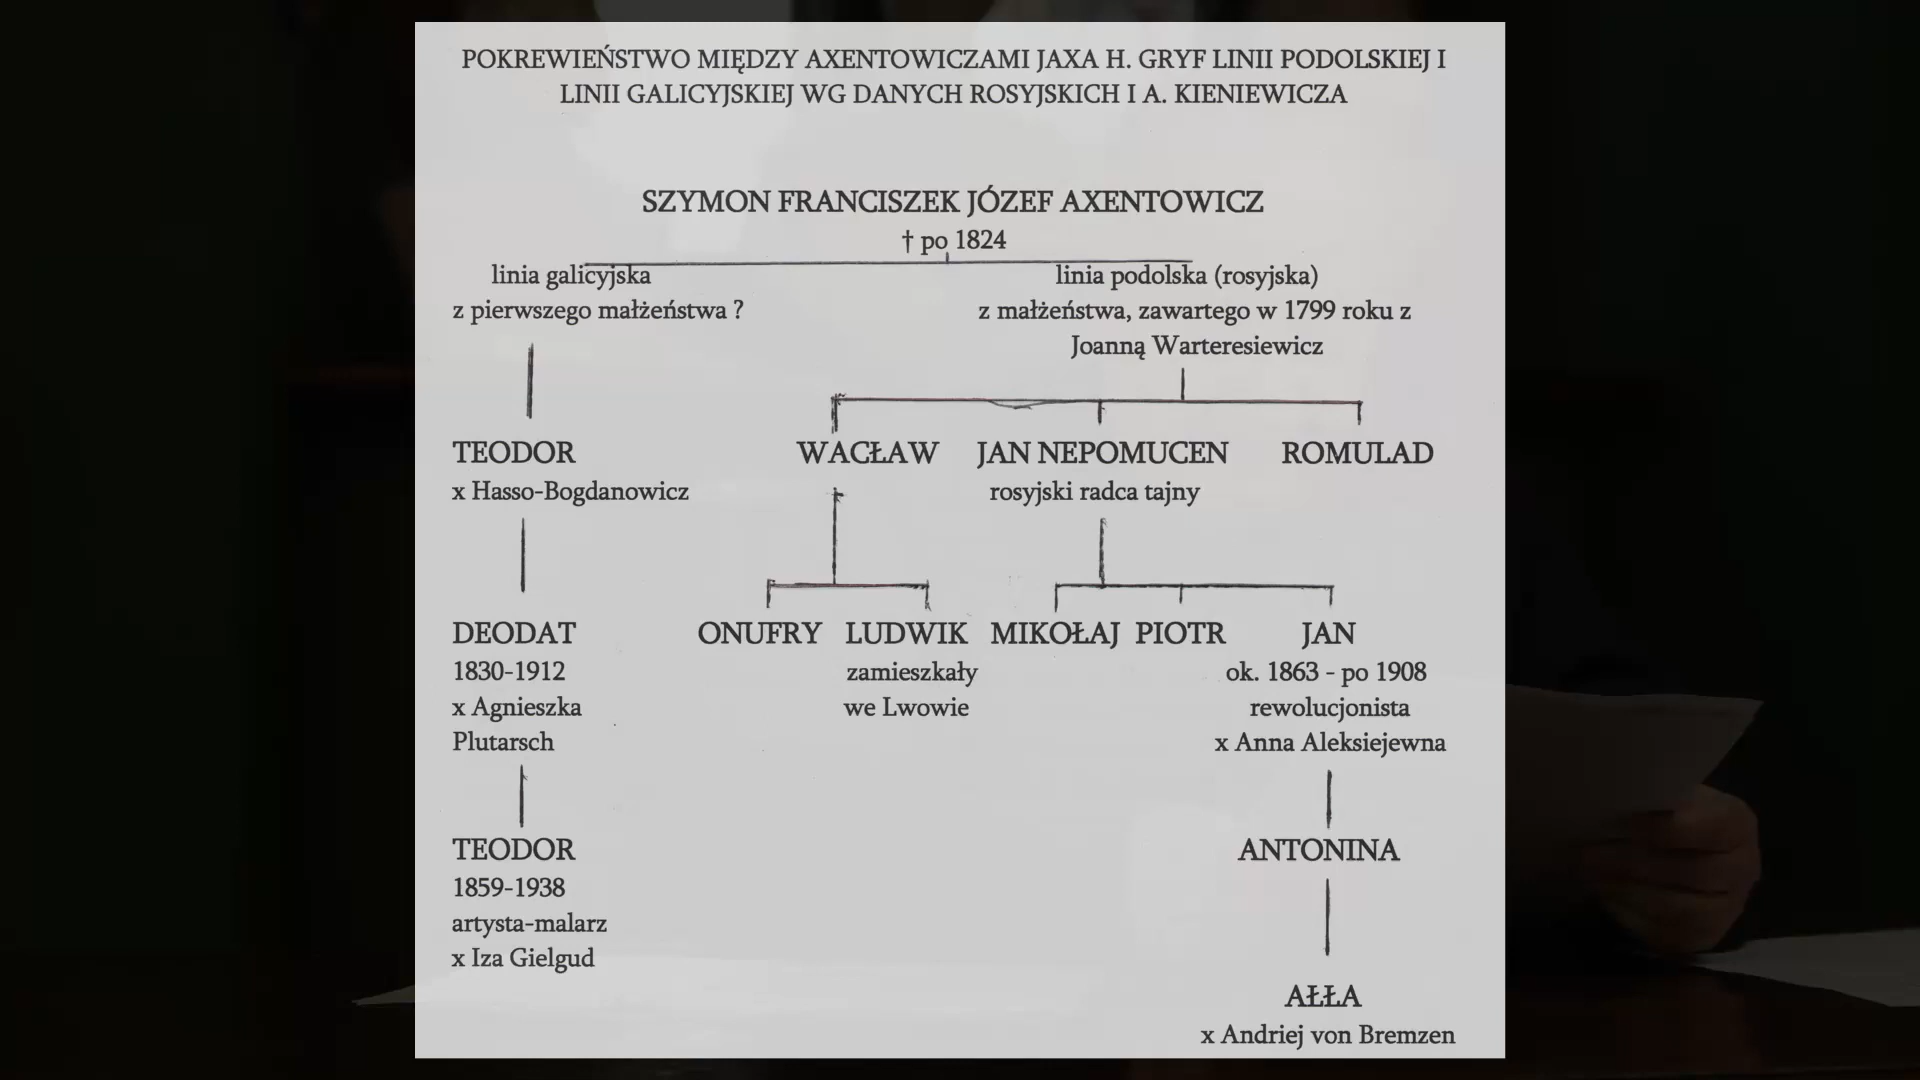 POKREWIEŃSTWO MIĘDZY AXENTOWICZAMI JAXA H. GRYF LINII PODOLSKIEJ I
LINII GALICYJSKIEJ WG DANYCH ROSYJSKICH I A. KIENIEWICZA
SZYMON FRANCISZEK JÓZEF AXENTOWICZ
† po 1824
linia galicyjska
z pierwszego małżeństwa ?
linia podolska (rosyjska)
z małżeństwa, zawartego w 1799 roku z
Joanną Warteresiewicz
TEODOR
x Hasso-Bogdanowicz
WACŁAW
JAN NEPOMUCEN
rosyjski radca tajny
ROMULAD
DEODAT
1830-1912
x Agnieszka
Plutarsch
ONUFRY
LUDWIK
zamieszkały
we Lwowie
MIKOŁAJ
PIOTR
JAN
ok. 1863 - po 1908
rewolucjonista
x Anna Aleksiejewna
TEODOR
1859-1938
artysta-malarz
x Iza Gielgud
ANTONINA
AŁŁA
x Andriej von Bremzen